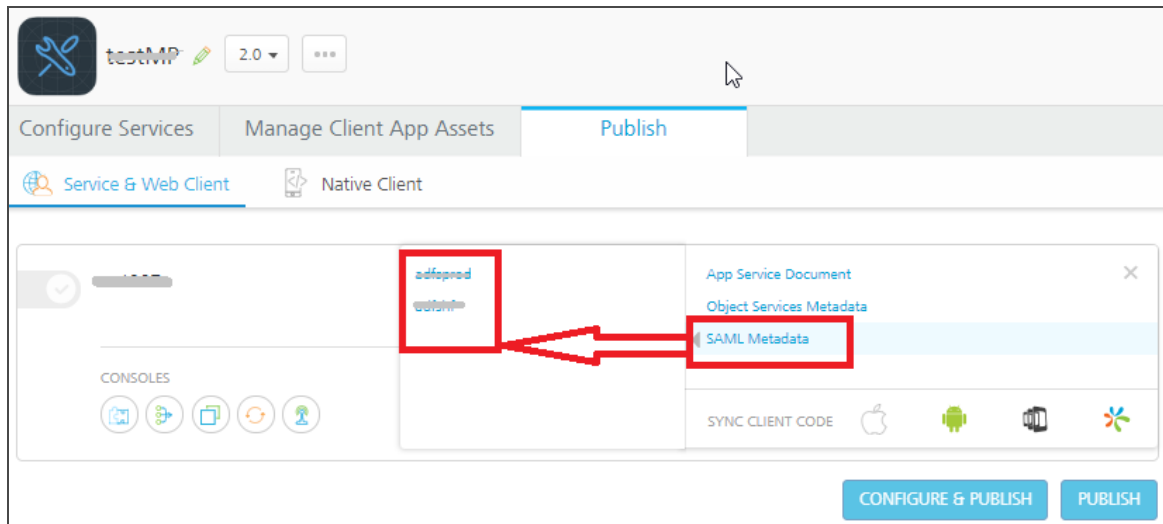 testMP
2.0
Configure Services
Manage Client App Assets
Publish
Service & Web Client
Native Client
adfsprod
App Service Document
Object Services Metadata
SAML Metadata
CONSOLES
SYNC CLIENT CODE
CONFIGURE & PUBLISH
PUBLISH